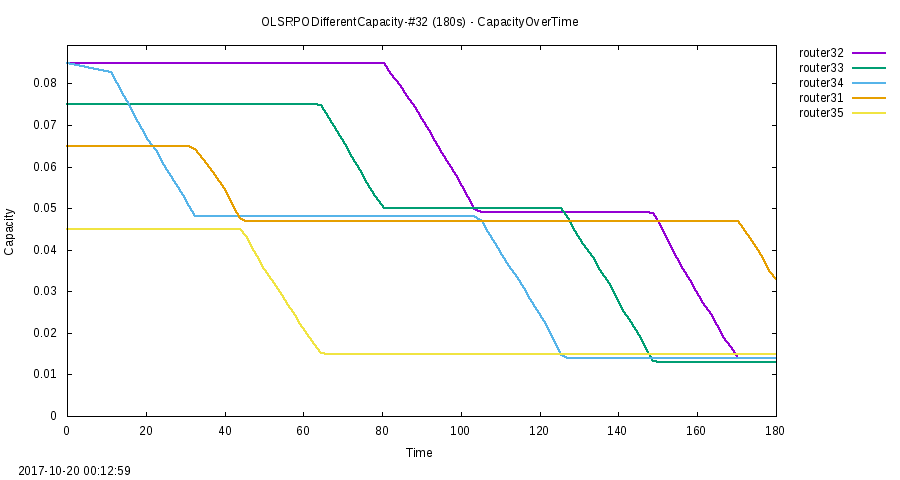 OLSRPODifferentCapacity-#32 (180s) - CapacityOverTime
router32
router33
router34
router31
router35
0.08
0.07
0.06
0.05
0.04
0.03
0.02
0.01
0
Capacity
0 20 40 60 80 100 120 140 160 180
Time
2017-10-20 00:12:59